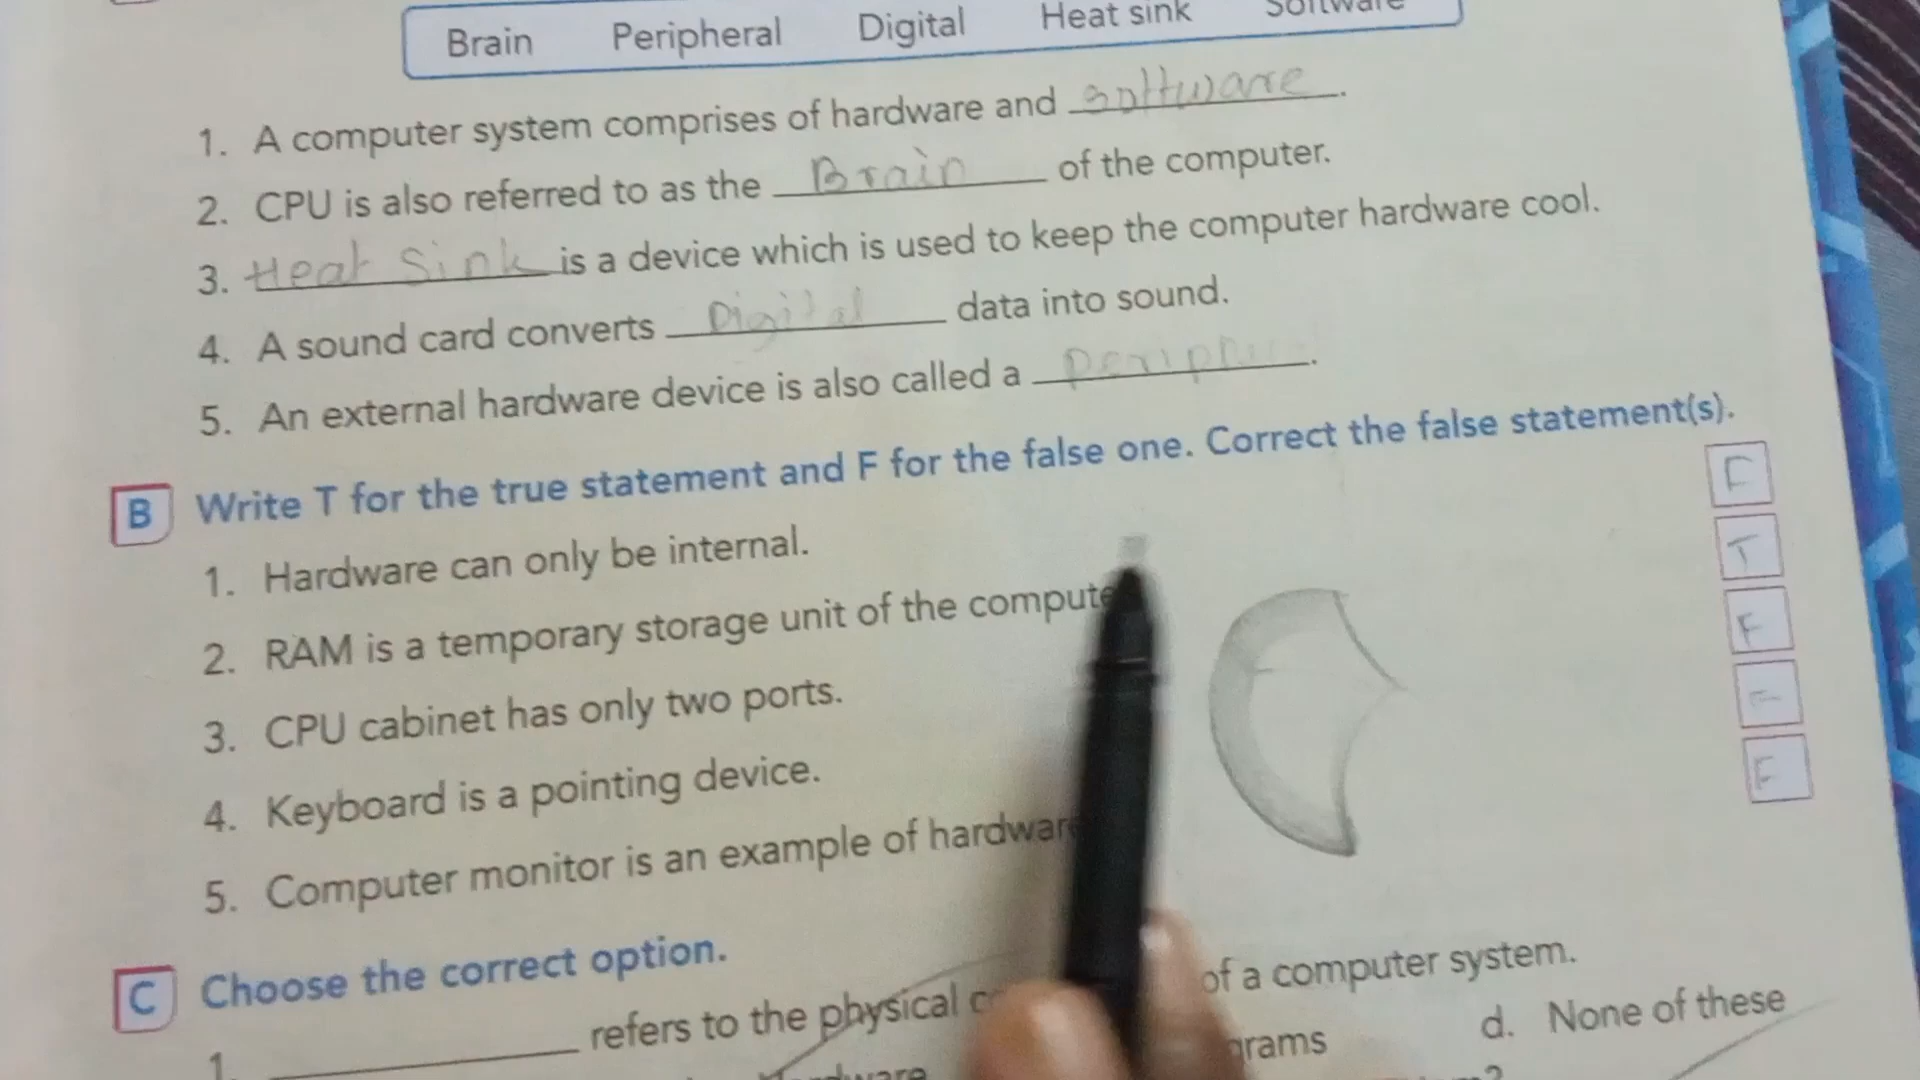 Brain Peripheral Digital Heat sink Software
1. A computer system comprises of hardware and software.
2. CPU is also referred to as the Brain of the computer.
3. Heat Sink is a device which is used to keep the computer hardware cool.
4. A sound card converts Digital data into sound.
5. An external hardware device is also called a periph.
B Write T for the true statement and F for the false one. Correct the false statement(s).
1. Hardware can only be internal. F
2. RAM is a temporary storage unit of the compute T
3. CPU cabinet has only two ports. F
4. Keyboard is a pointing device. F
5. Computer monitor is an example of hardwar F
C Choose the correct option.
1. refers to the physical of a computer system.
d. None of these